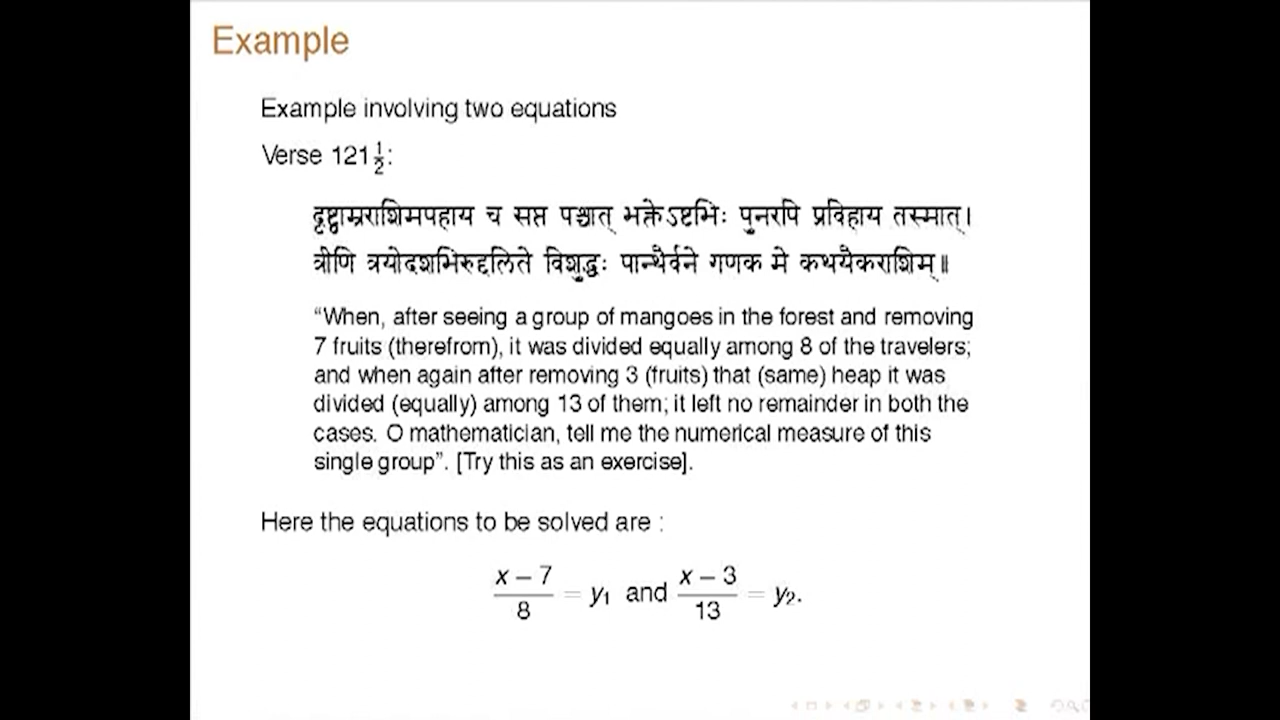 Example
Example involving two equations
Verse 121 1/2:
दृष्ट्वाम्रराशिमपहाय च सप्त पश्चात् भक्तेऽष्टभिः पुनरपि प्रविहाय तस्मात्।
त्रीणि त्रयोदशभिरुद्दलिते विशुद्धः पान्थैर्वने गणक मे कथयैकराशिम्॥
“When, after seeing a group of mangoes in the forest and removing
7 fruits (therefrom), it was divided equally among 8 of the travelers;
and when again after removing 3 (fruits) that (same) heap it was
divided (equally) among 13 of them; it left no remainder in both the
cases. O mathematician, tell me the numerical measure of this
single group”. [Try this as an exercise].
Here the equations to be solved are :
(x – 7)/8 = y₁ and (x – 3)/13 = y₂.